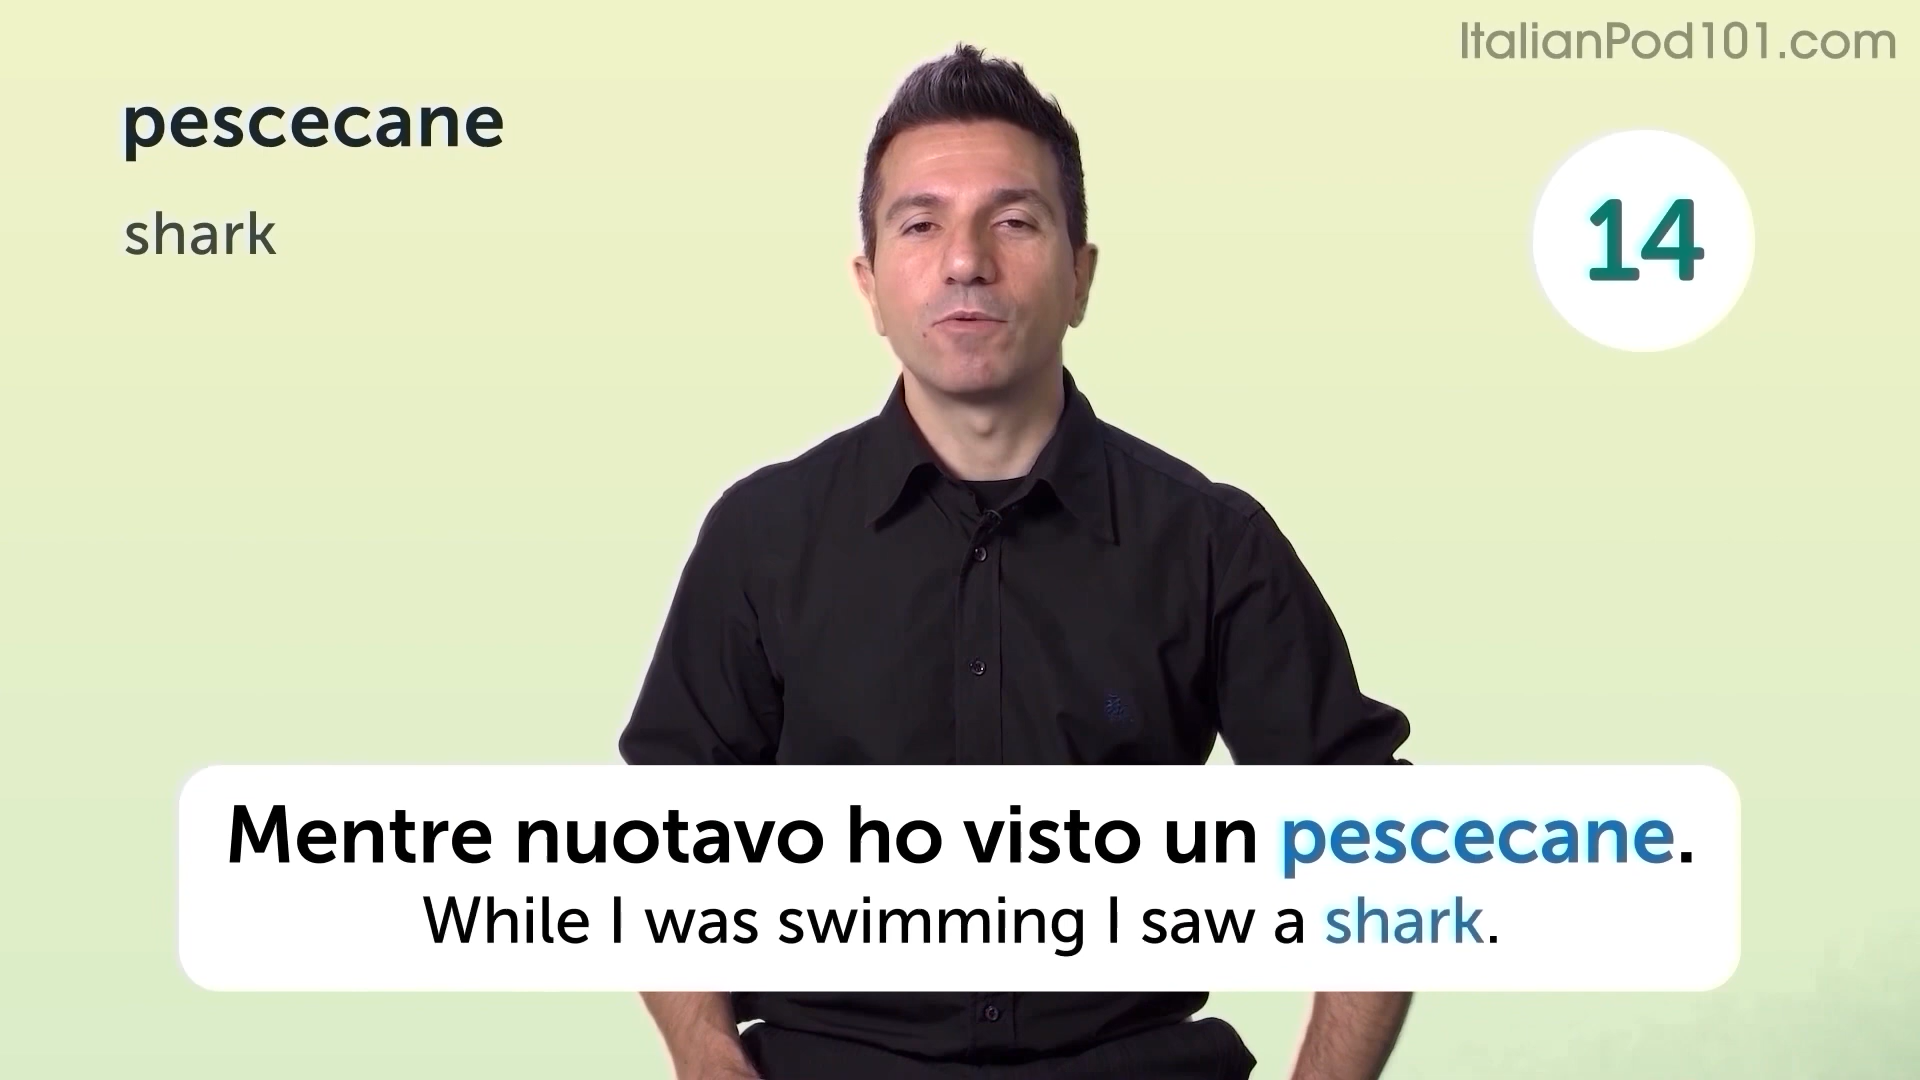 ItalianPod101.com
pescecane
shark
14
Mentre nuotavo ho visto un pescecane.
While I was swimming I saw a shark.